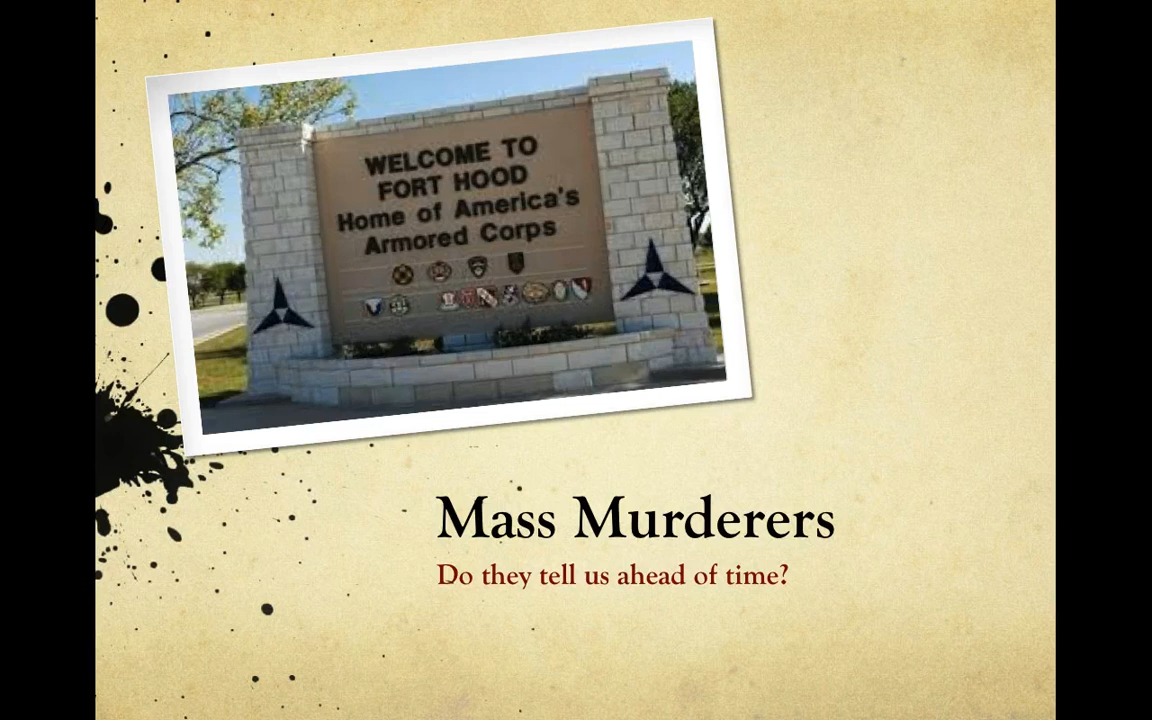 WELCOME TO
FORT HOOD
Home of America's
Armored Corps
Mass Murderers
Do they tell us ahead of time?